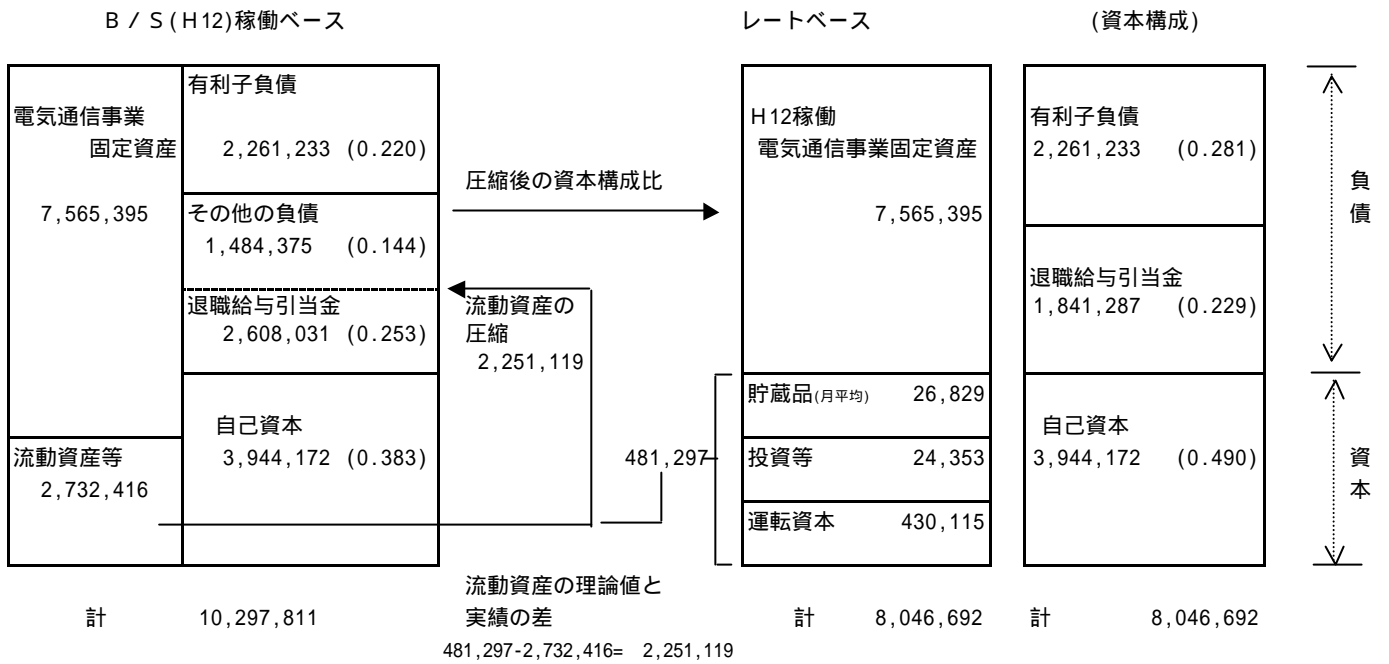 B / S (H12)稼働ベース
電気通信事業
固定資産
7,565,395
流動資産等
2,732,416
有利子負債
2,261,233 (0.220)
その他の負債
1,484,375 (0.144)
退職給与引当金
2,608,031 (0.253)
自己資本
3,944,172 (0.383)
計 10,297,811
圧縮後の資本構成比
流動資産の
圧縮
2,251,119
481,297
流動資産の理論値と
実績の差
481,297-2,732,416= 2,251,119
レートベース
H12稼働
電気通信事業固定資産
7,565,395
貯蔵品(月平均) 26,829
投資等 24,353
運転資本 430,115
計 8,046,692
(資本構成)
有利子負債
2,261,233 (0.281)
退職給与引当金
1,841,287 (0.229)
自己資本
3,944,172 (0.490)
計 8,046,692
負債
資本